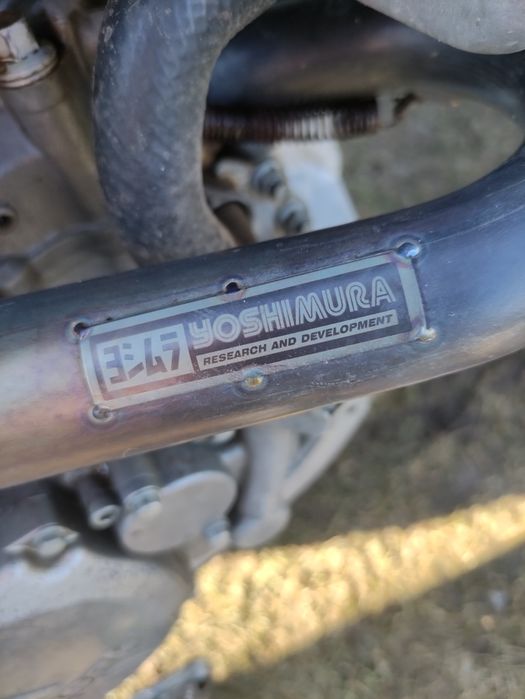 ヨシムラ
YOSHIMURA
RESEARCH AND DEVELOPMENT